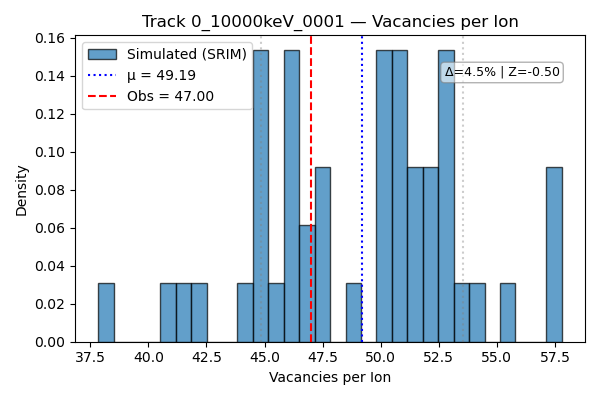 Track 0_10000keV_0001 — Vacancies per Ion
Simulated (SRIM)
μ = 49.19
Obs = 47.00
Δ=4.5% | Z=-0.50
Density
0.16
0.14
0.12
0.10
0.08
0.06
0.04
0.02
0.00
37.5 40.0 42.5 45.0 47.5 50.0 52.5 55.0 57.5
Vacancies per Ion